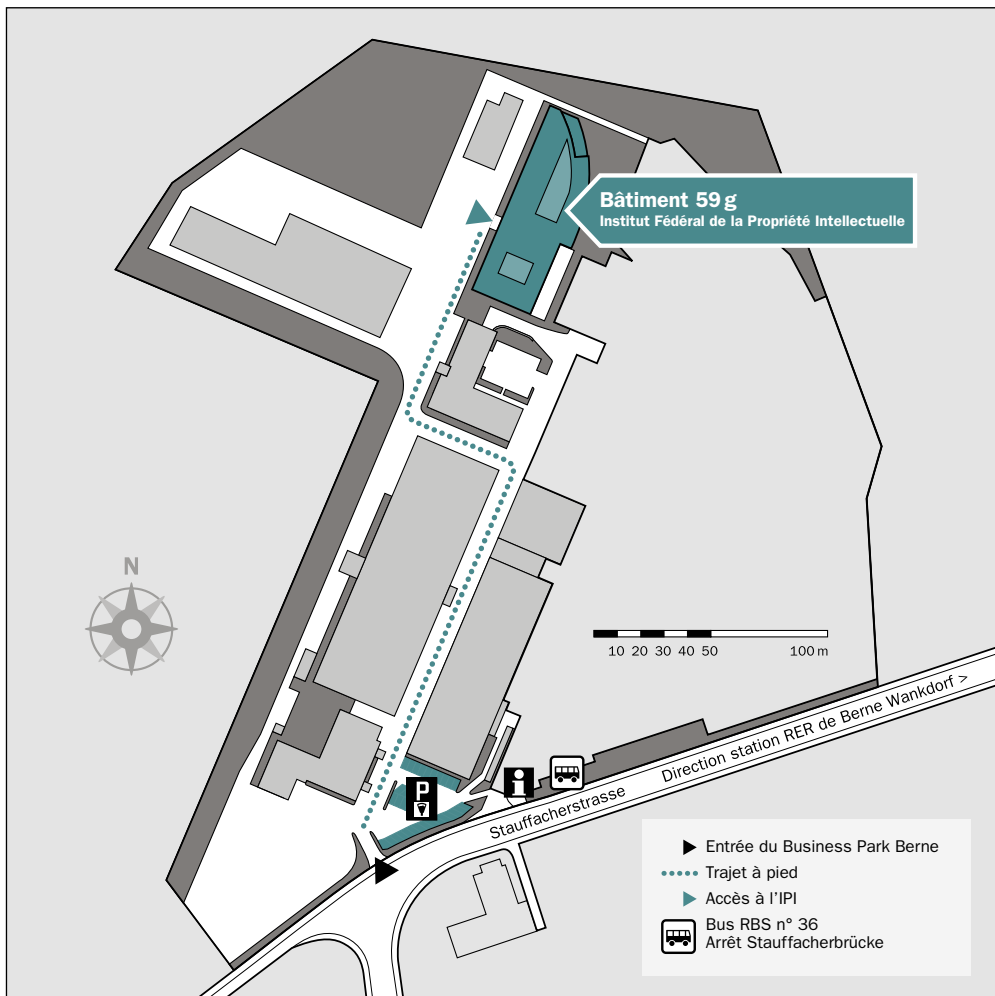 Bâtiment 59 g
Institut Fédéral de la Propriété Intellectuelle
N
10 20 30 40 50 100 m
Direction station RER de Berne Wankdorf >
Stauffacherstrasse
P
i
Entrée du Business Park Berne
Trajet à pied
Accès à l'IPI
Bus RBS n° 36
Arrêt Stauffacherbrücke